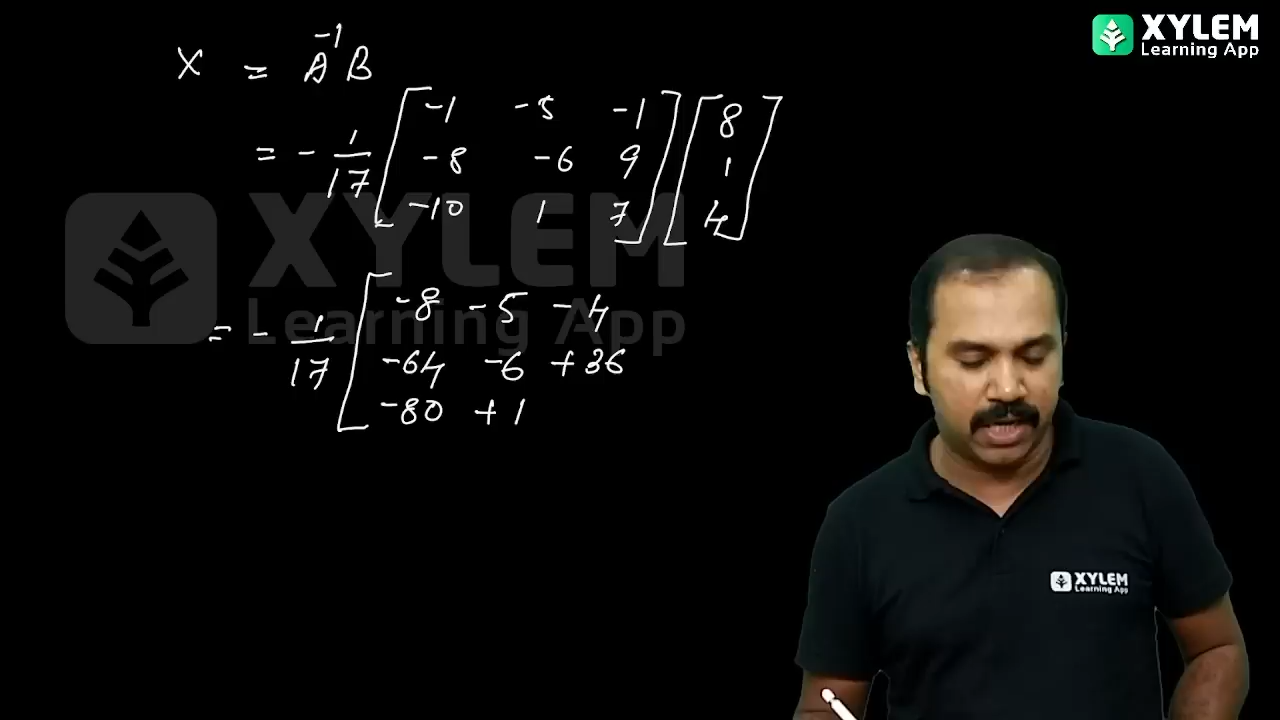 XYLEM
Learning App
X = A⁻¹B
= - 1/17 [ -1 -5 -1 ] [ 8 ]
[ -8 -6 9 ] [ 1 ]
[ -10 1 7 ] [ 4 ]
XYLEM
Learning App
= - 1/17 [ -8 -5 -4
-64 -6 +36
-80 +1
XYLEM
Learning App